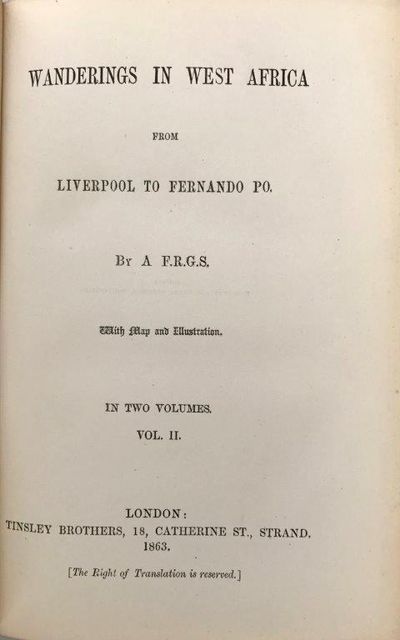 WANDERINGS IN WEST AFRICA
FROM
LIVERPOOL TO FERNANDO PO.
By A F.R.G.S.
With Map and Illustration.
IN TWO VOLUMES.
VOL. II.
LONDON:
TINSLEY BROTHERS, 18, CATHERINE ST., STRAND.
1863.
[The Right of Translation is reserved.]